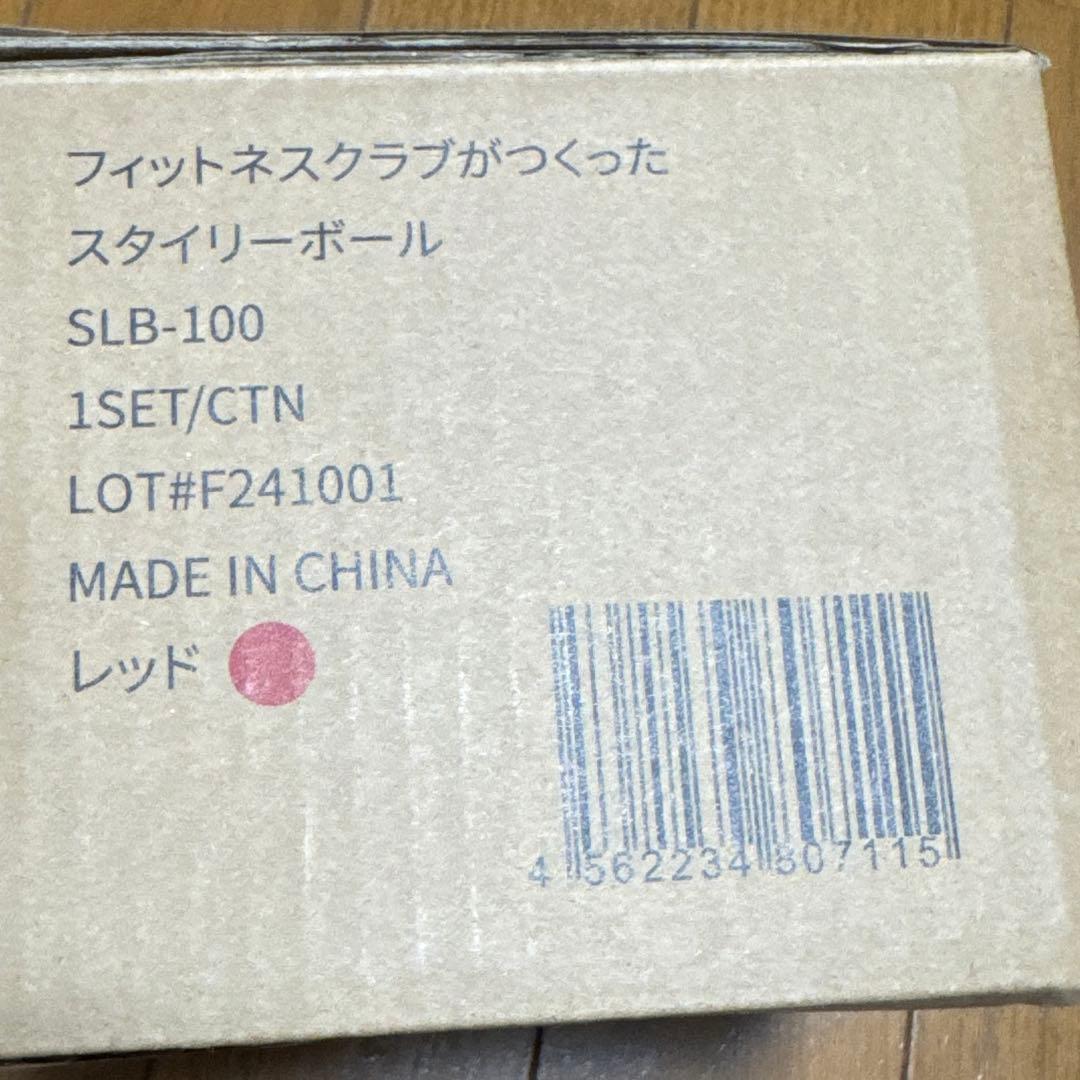 フィットネスクラブがつくった
スタイリーボール
SLB-100
1SET/CTN
LOT#F241001
MADE IN CHINA
レッド
4 562234 807115